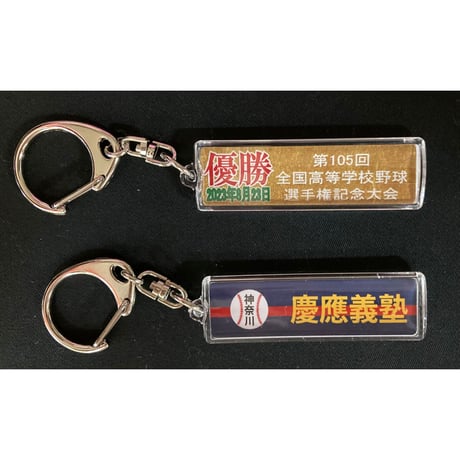 優勝
2023年8月23日
第105回
全国高等学校野球
選手権記念大会
神奈川
慶應義塾